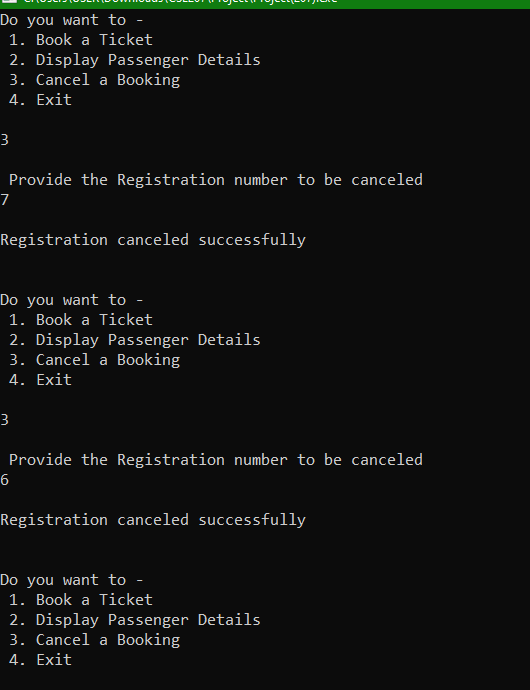 Do you want to -
1. Book a Ticket
2. Display Passenger Details
3. Cancel a Booking
4. Exit
3
Provide the Registration number to be canceled
7
Registration canceled successfully
Do you want to -
1. Book a Ticket
2. Display Passenger Details
3. Cancel a Booking
4. Exit
3
Provide the Registration number to be canceled
6
Registration canceled successfully
Do you want to -
1. Book a Ticket
2. Display Passenger Details
3. Cancel a Booking
4. Exit